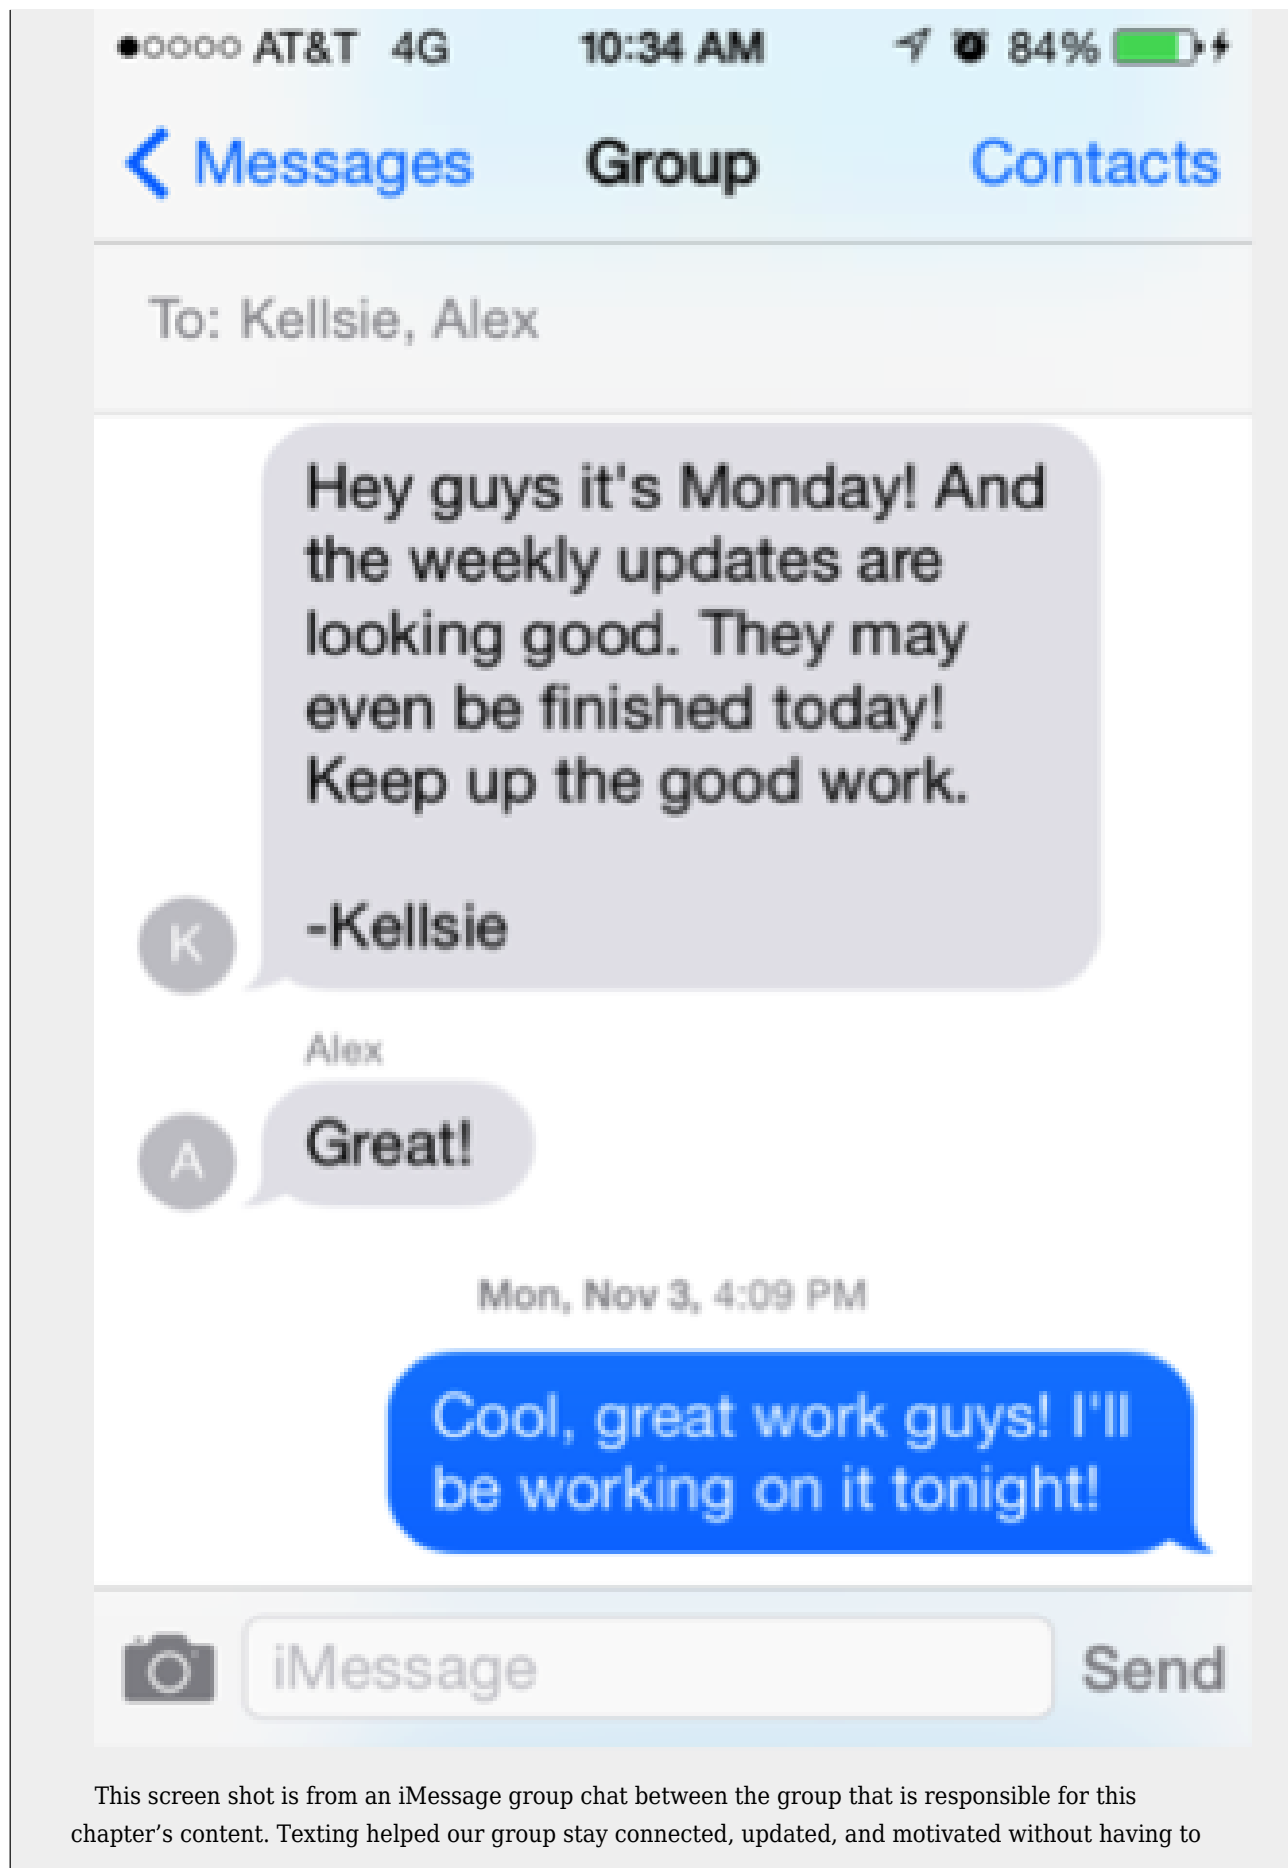 AT&T 4G 10:34 AM 84%
Messages Group Contacts
To: Kellsie, Alex
Hey guys it's Monday! And
the weekly updates are
looking good. They may
even be finished today!
Keep up the good work.
-Kellsie
K
Alex
Great!
A
Mon, Nov 3, 4:09 PM
Cool, great work guys! I'll
be working on it tonight!
iMessage Send
This screen shot is from an iMessage group chat between the group that is responsible for this
chapter’s content. Texting helped our group stay connected, updated, and motivated without having to